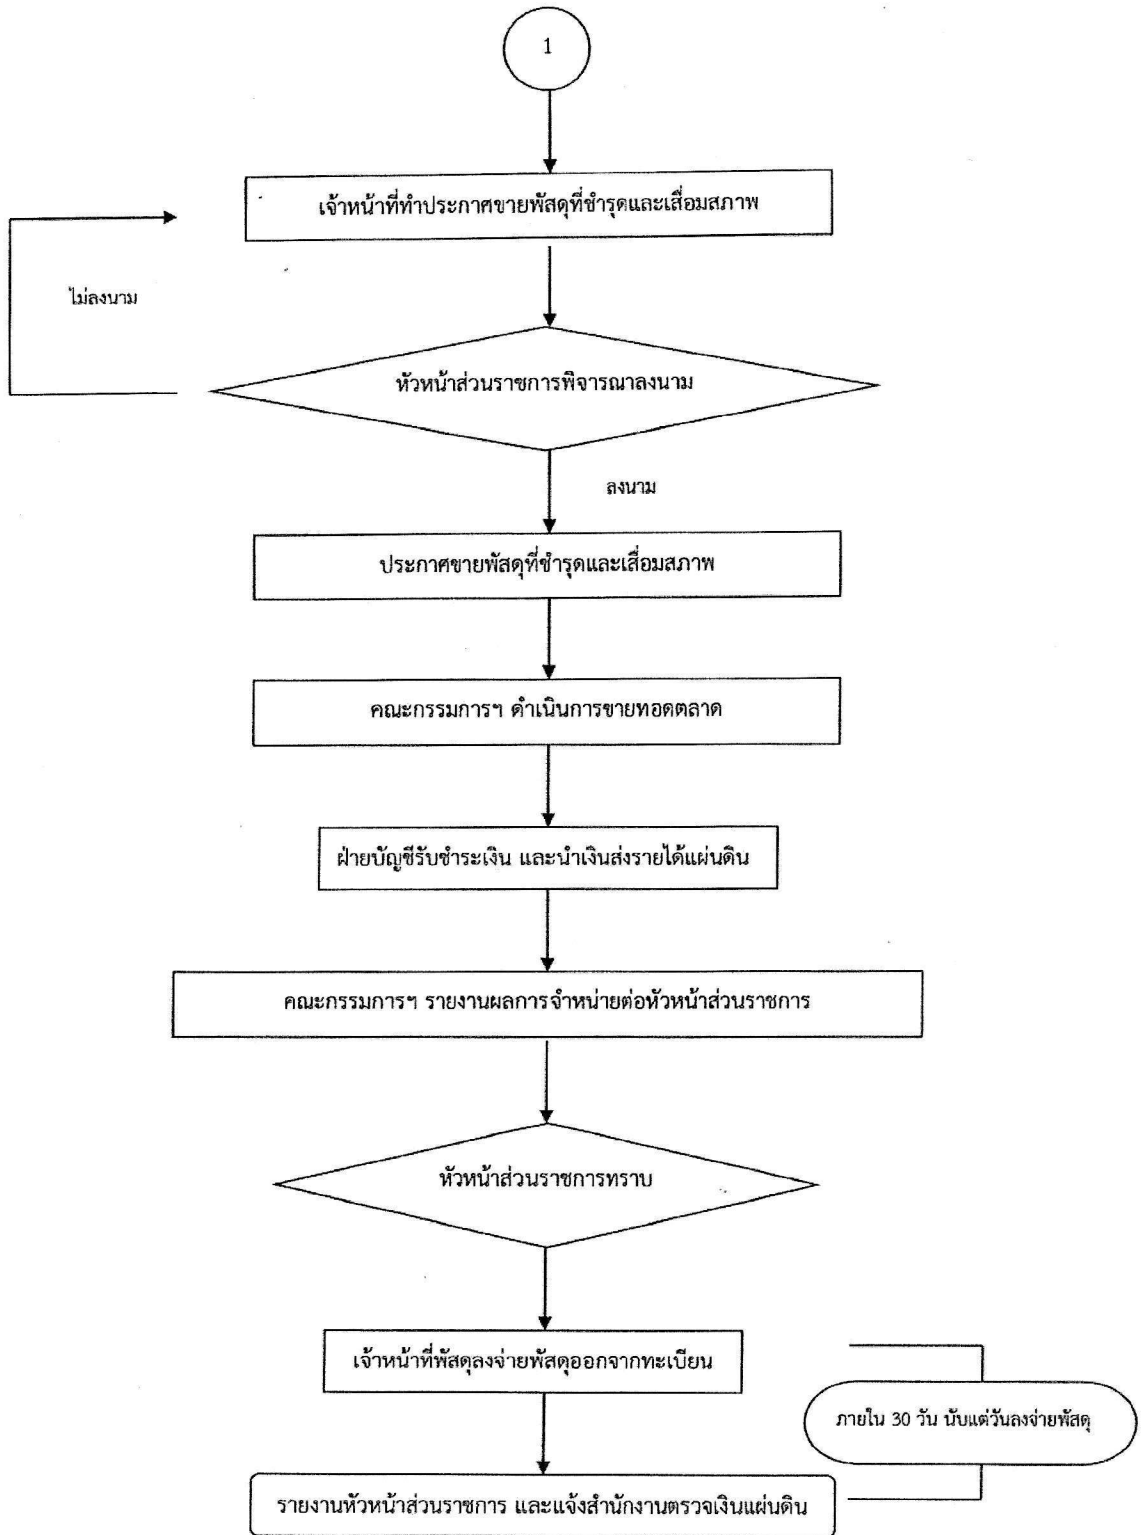 1
เจ้าหน้าที่ทำประกาศขายพัสดุที่ชำรุดและเสื่อมสภาพ
ไม่ลงนาม
หัวหน้าส่วนราชการพิจารณาลงนาม
ลงนาม
ประกาศขายพัสดุที่ชำรุดและเสื่อมสภาพ
คณะกรรมการฯ ดำเนินการขายทอดตลาด
ฝ่ายบัญชีรับชำระเงิน และนำเงินส่งรายได้แผ่นดิน
คณะกรรมการฯ รายงานผลการจำหน่ายต่อหัวหน้าส่วนราชการ
หัวหน้าส่วนราชการทราบ
เจ้าหน้าที่พัสดุลงจ่ายพัสดุออกจากทะเบียน
ภายใน 30 วัน นับแต่วันลงจ่ายพัสดุ
รายงานหัวหน้าส่วนราชการ และแจ้งสำนักงานตรวจเงินแผ่นดิน